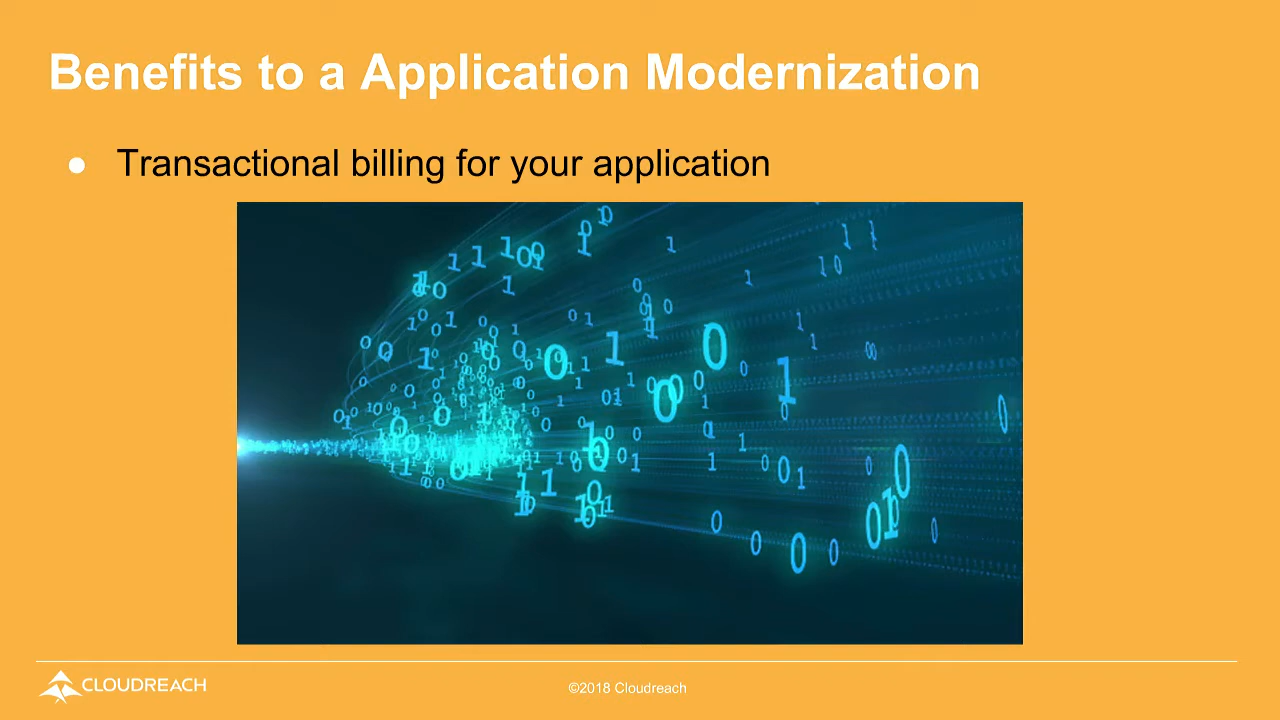 Benefits to a Application Modernization
● Transactional billing for your application
CLOUDREACH
©2018 Cloudreach